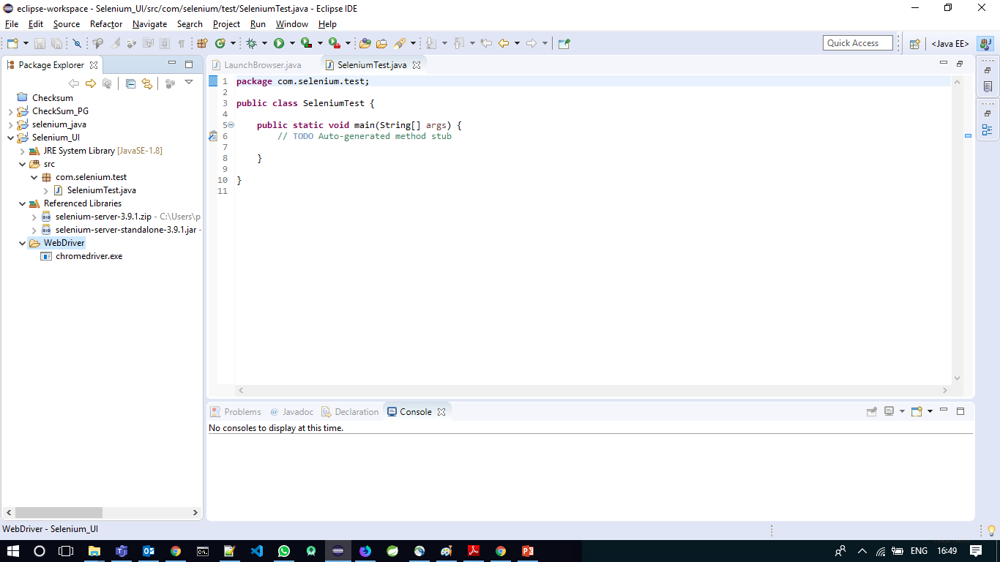 eclipse-workspace - Selenium_UI/src/com/selenium/test/SeleniumTest.java - Eclipse IDE
File Edit Source Refactor Navigate Search Project Run Window Help
Quick Access
<Java EE>
Package Explorer
Checksum
CheckSum_PG
selenium_java
Selenium_UI
JRE System Library [JavaSE-1.8]
src
com.selenium.test
SeleniumTest.java
Referenced Libraries
selenium-server-3.9.1.zip - C:\Users\p
selenium-server-standalone-3.9.1.jar -
WebDriver
chromedriver.exe
LaunchBrowser.java SeleniumTest.java
1 package com.selenium.test;
2
3 public class SeleniumTest {
4
5 public static void main(String[] args) {
6 // TODO Auto-generated method stub
7
8 }
9
10 }
11
Problems @ Javadoc Declaration Console
No consoles to display at this time.
WebDriver - Selenium_UI
ENG 16:49